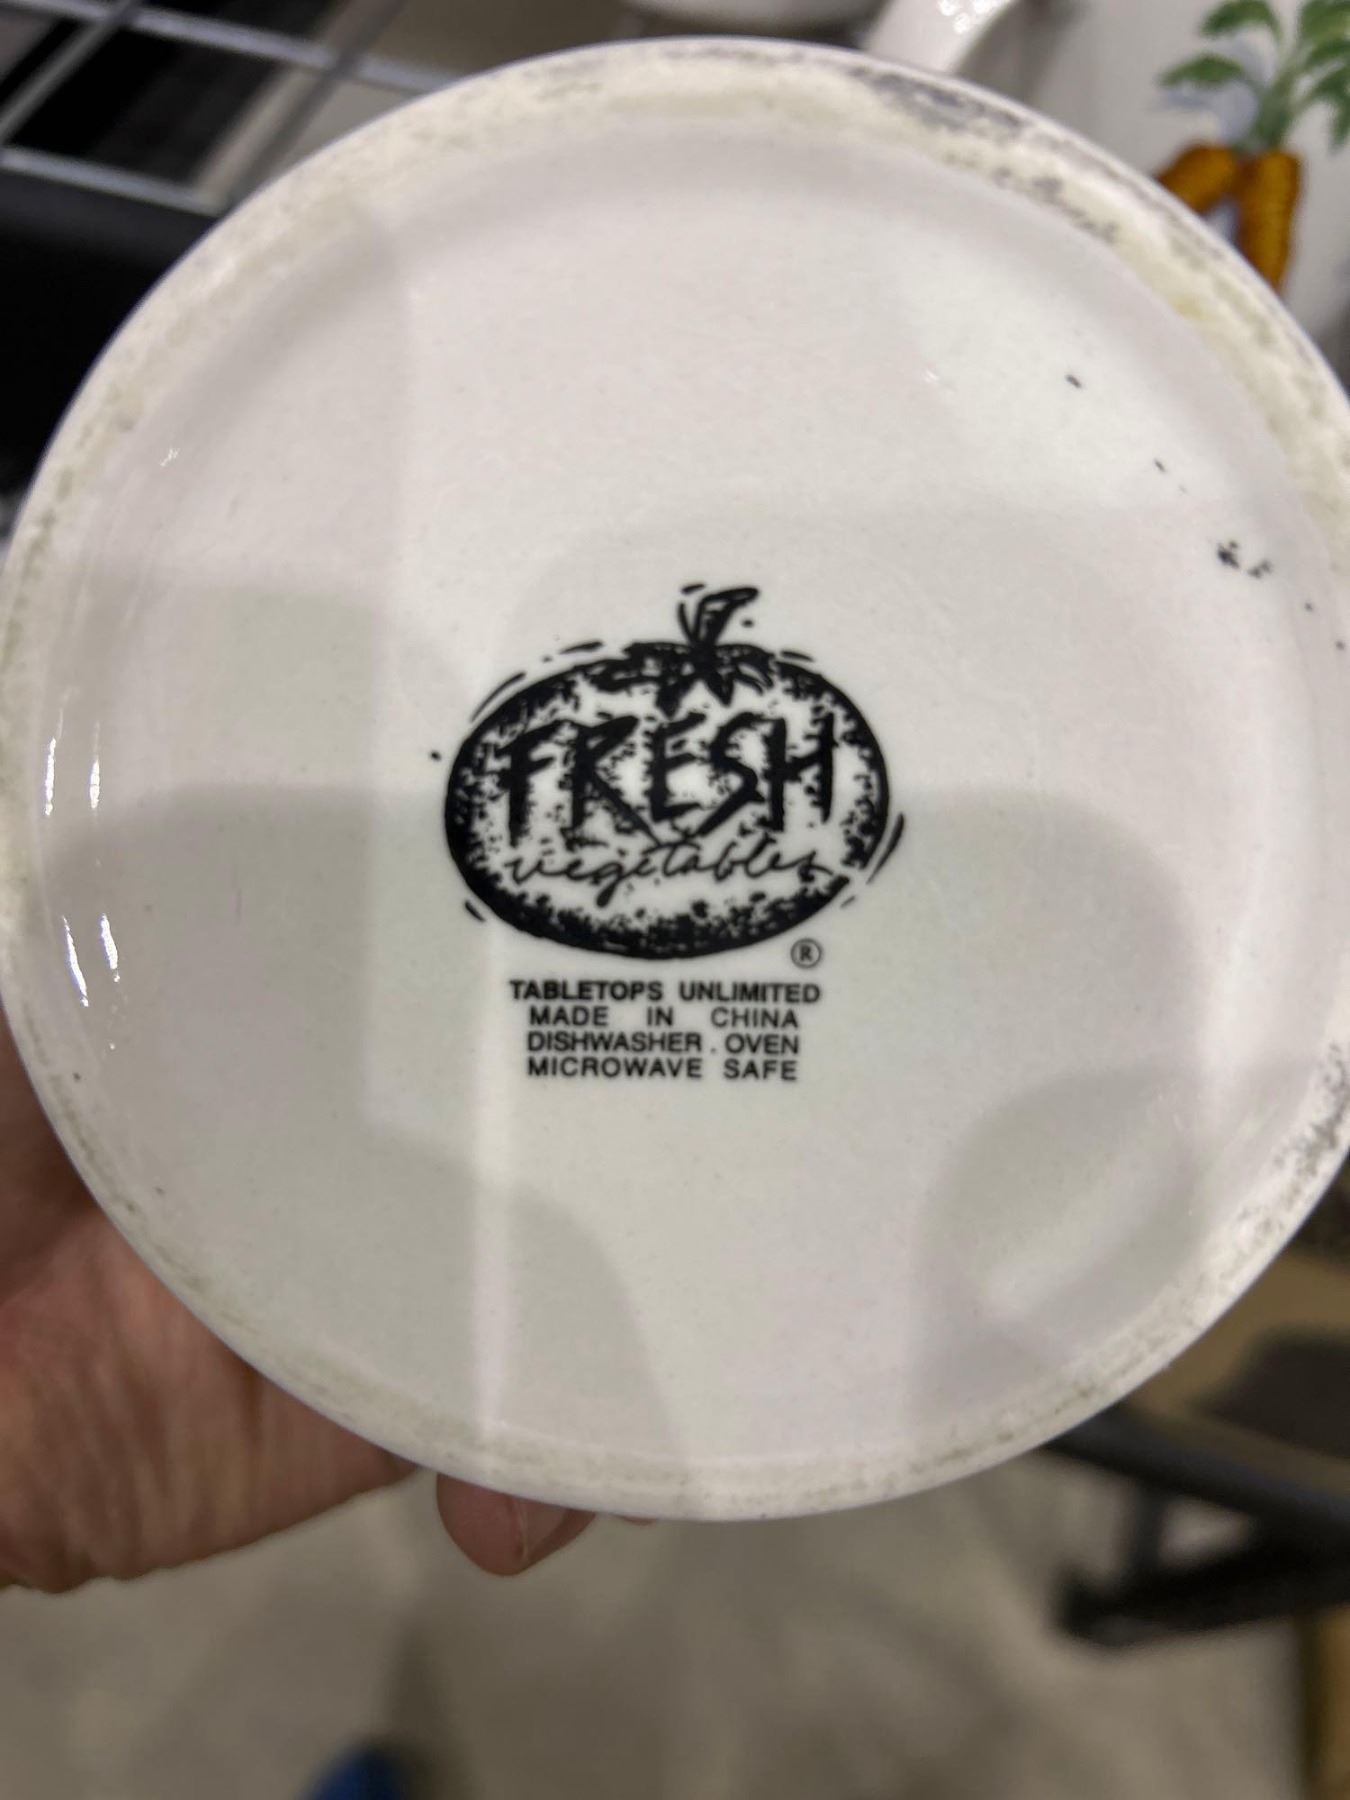 FRESH
vegetables
®
TABLETOPS UNLIMITED
MADE IN CHINA
DISHWASHER . OVEN
MICROWAVE SAFE